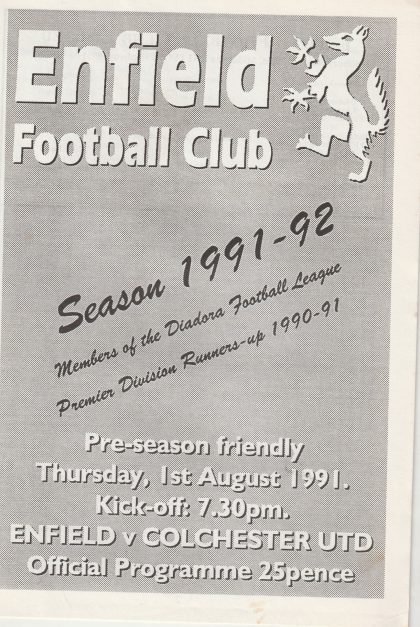 Enfield
Football Club
Season 1991-92
Members of the Diadora Football League
Premier Division Runners-up 1990-91
Pre-season friendly
Thursday, 1st August 1991.
Kick-off: 7.30pm.
ENFIELD v COLCHESTER UTD
Official Programme 25pence